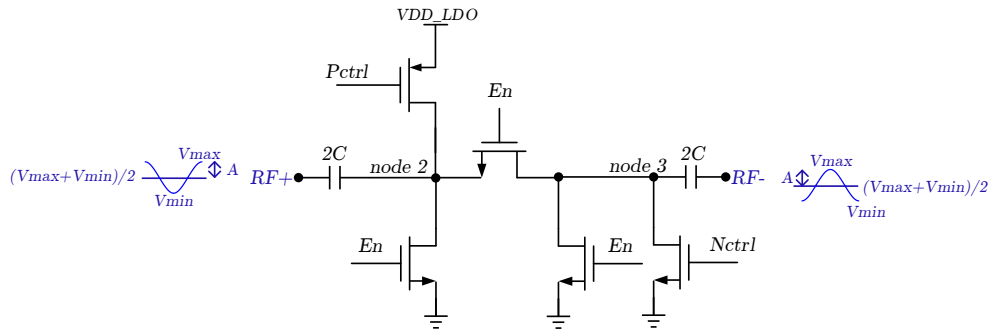 VDD_LDO
Pctrl
En
Vmax
(Vmax+Vmin)/2
A
Vmin
RF+
2C
node 2
node 3
2C
RF-
Vmax
A
(Vmax+Vmin)/2
Vmin
En
En
Nctrl